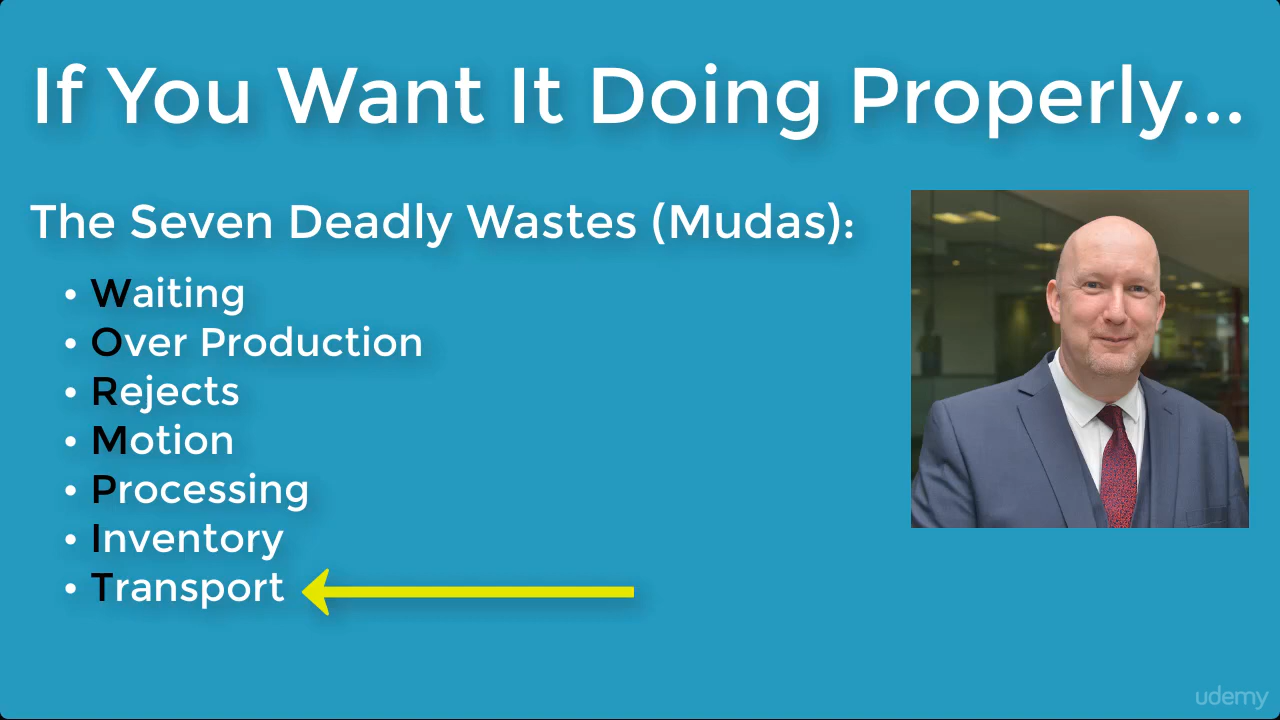 If You Want It Doing Properly...
The Seven Deadly Wastes (Mudas):
• Waiting
• Over Production
• Rejects
• Motion
• Processing
• Inventory
• Transport
udemy